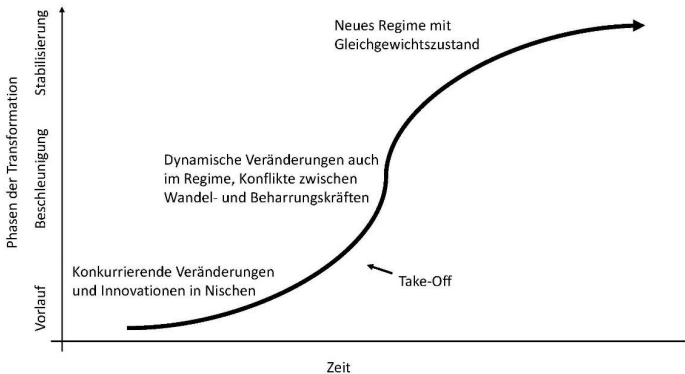 Neues Regime mit
Gleichgewichtszustand
Dynamische Veränderungen auch
im Regime, Konflikte zwischen
Wandel- und Beharrungskräften
Konkurrierende Veränderungen
und Innovationen in Nischen
Take-Off
Phasen der Transformation
Stabilisierung
Beschleunigung
Vorlauf
Zeit